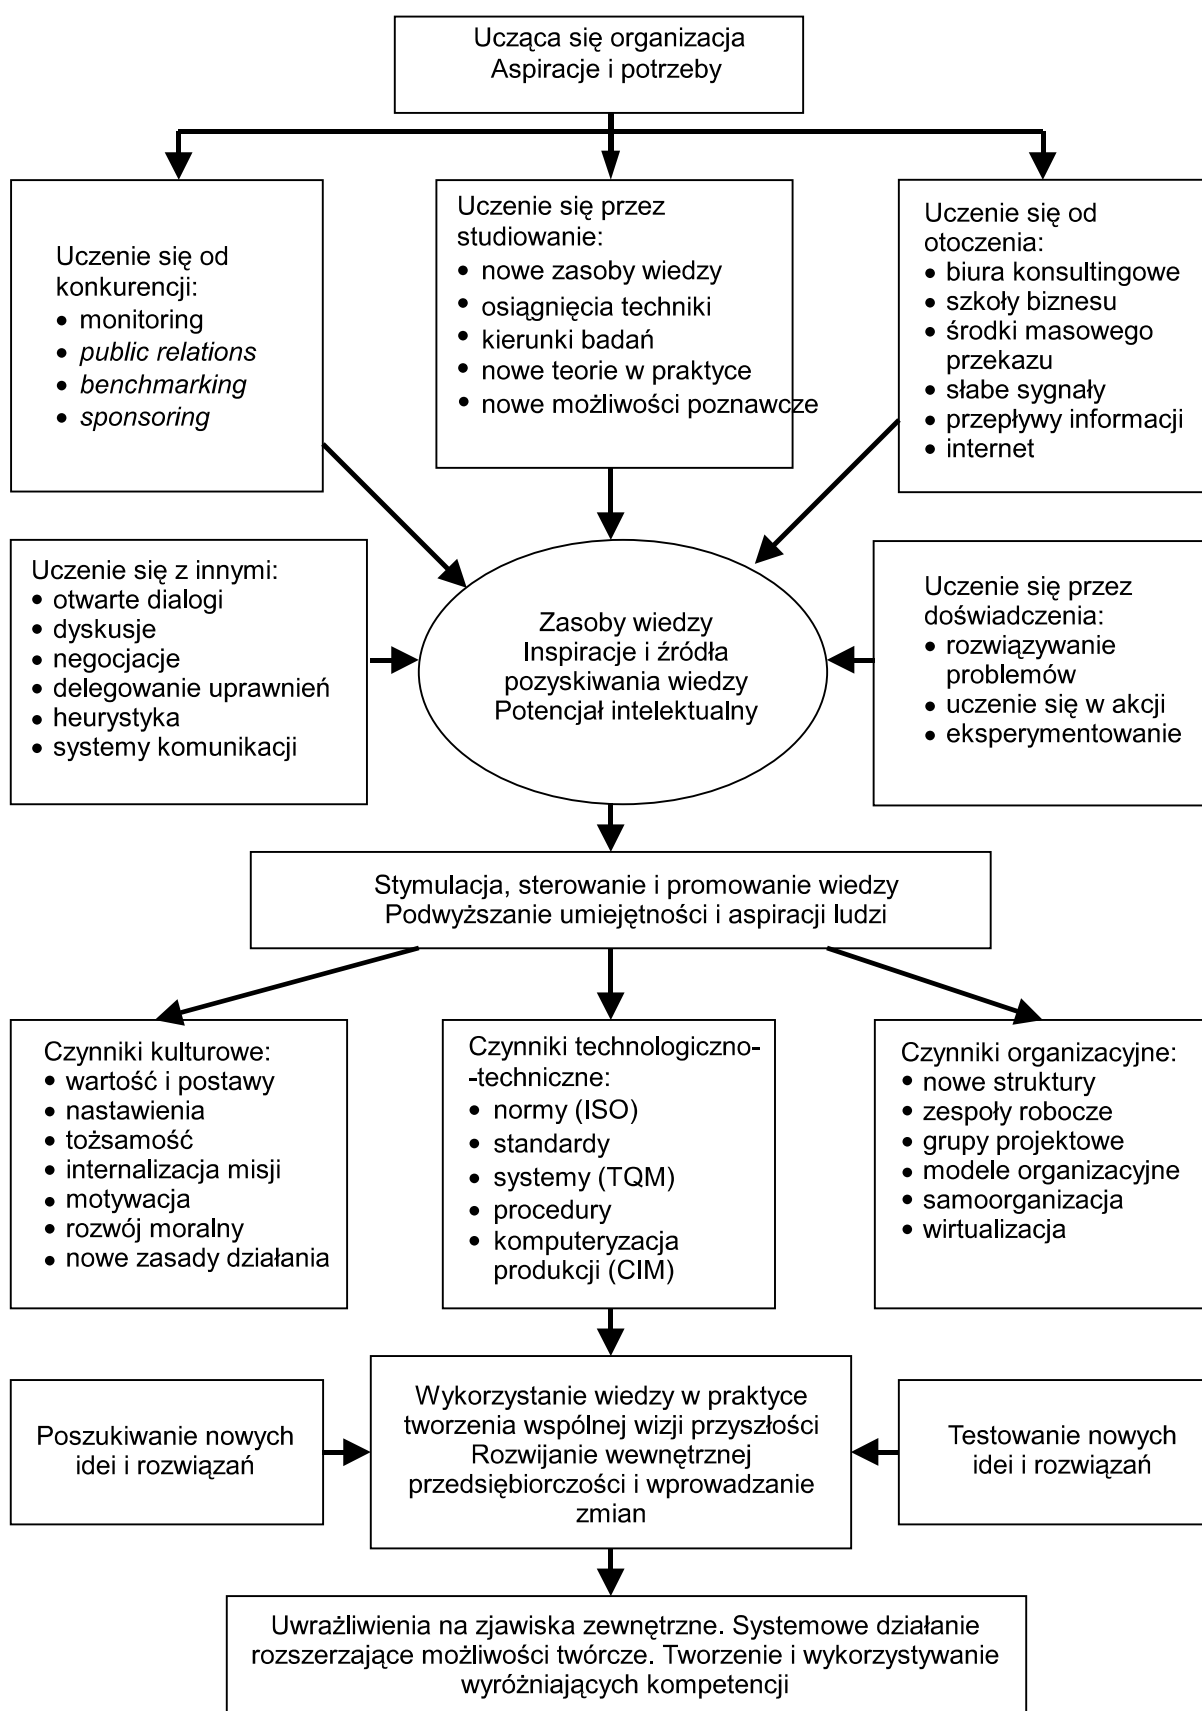 Ucząca się organizacja
Aspiracje i potrzeby
Uczenie się od
konkurencji:
• monitoring
• public relations
• benchmarking
• sponsoring
Uczenie się przez
studiowanie:
• nowe zasoby wiedzy
• osiągnięcia techniki
• kierunki badań
• nowe teorie w praktyce
• nowe możliwości poznawcze
Uczenie się od
otoczenia:
• biura konsultingowe
• szkoły biznesu
• środki masowego
przekazu
• słabe sygnały
• przepływy informacji
• internet
Uczenie się z innymi:
• otwarte dialogi
• dyskusje
• negocjacje
• delegowanie uprawnień
• heurystyka
• systemy komunikacji
Zasoby wiedzy
Inspiracje i źródła
pozyskiwania wiedzy
Potencjał intelektualny
Uczenie się przez
doświadczenia:
• rozwiązywanie
problemów
• uczenie się w akcji
• eksperymentowanie
Stymulacja, sterowanie i promowanie wiedzy
Podwyższanie umiejętności i aspiracji ludzi
Czynniki kulturowe:
• wartość i postawy
• nastawienia
• tożsamość
• internalizacja misji
• motywacja
• rozwój moralny
• nowe zasady działania
Czynniki technologiczno-
-techniczne:
• normy (ISO)
• standardy
• systemy (TQM)
• procedury
• komputeryzacja
produkcji (CIM)
Czynniki organizacyjne:
• nowe struktury
• zespoły robocze
• grupy projektowe
• modele organizacyjne
• samoorganizacja
• wirtualizacja
Poszukiwanie nowych
idei i rozwiązań
Wykorzystanie wiedzy w praktyce
tworzenia wspólnej wizji przyszłości
Rozwijanie wewnętrznej
przedsiębiorczości i wprowadzanie
zmian
Testowanie nowych
idei i rozwiązań
Uwrażliwienia na zjawiska zewnętrzne. Systemowe działanie
rozszerzające możliwości twórcze. Tworzenie i wykorzystywanie
wyróżniających kompetencji